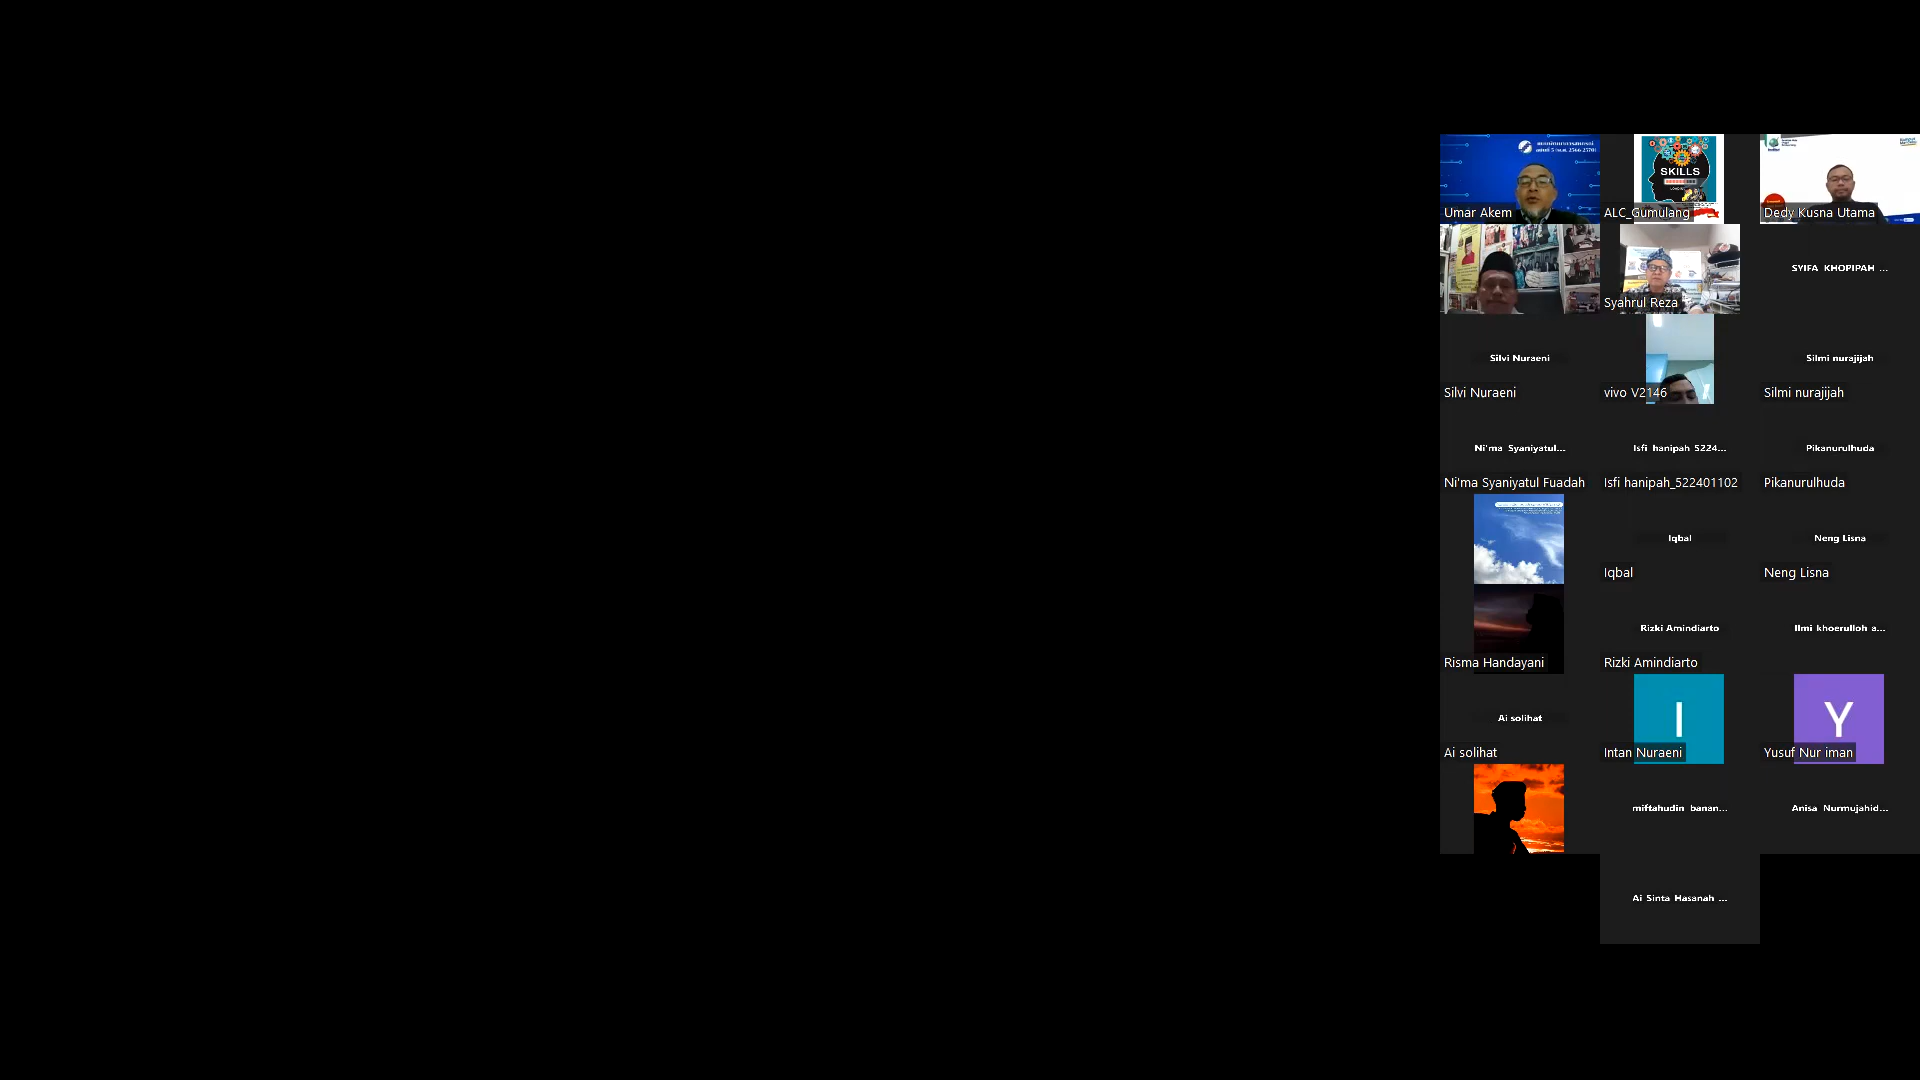 Umar Akem
SKILLS
ALC_Gumulang
Dedy Kusna Utama
Syahrul Reza
SYIFA KHOPIPAH ...
Silvi Nuraeni
Silvi Nuraeni
vivo V2146
Silmi nurajijah
Silmi nurajijah
Ni'ma Syaniyatul...
Ni'ma Syaniyatul Fuadah
Isfi hanipah 5224...
Isfi hanipah_522401102
Pikanurulhuda
Pikanurulhuda
Risma Handayani
Iqbal
Iqbal
Neng Lisna
Neng Lisna
Rizki Amindiarto
Rizki Amindiarto
Ilmi khoerulloh a...
Ai solihat
Ai solihat
I
Intan Nuraeni
Y
Yusuf Nur iman
miftahudin banan...
Anisa Nurmujahid...
Ai Sinta Hasanah ...